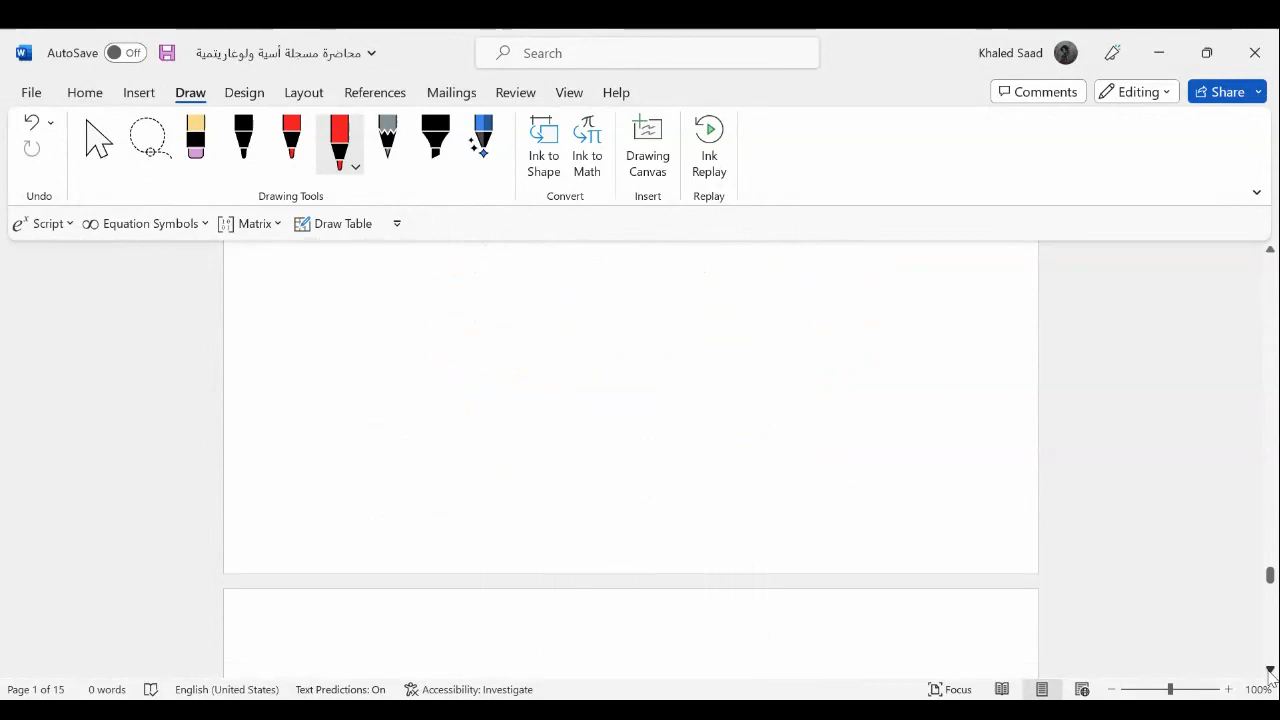 AutoSave Off محاضرة مسجلة أسية ولوغاريتمية Search Khaled Saad
File Home Insert Draw Design Layout References Mailings Review View Help Comments Editing Share
Ink to Shape Ink to Math Drawing Canvas Ink Replay
Undo Drawing Tools Convert Insert Replay
eˣ Script ∞ Equation Symbols Matrix Draw Table
Page 1 of 15 0 words English (United States) Text Predictions: On Accessibility: Investigate Focus 100%